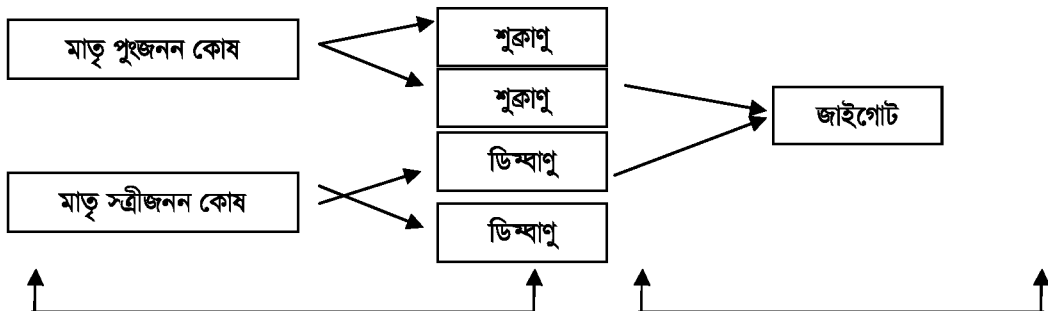 মাতৃ পুংজনন কোষ
শুক্রাণু
শুক্রাণু
জাইগোট
ডিম্বাণু
মাতৃ স্ত্রীজনন কোষ
ডিম্বাণু